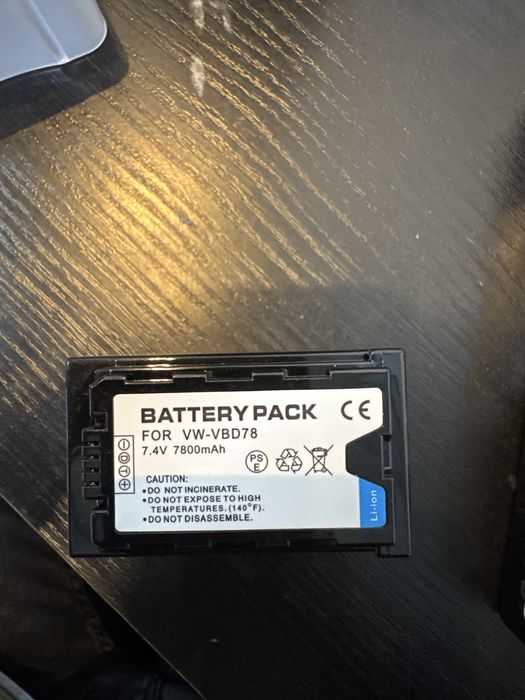 BATTERY PACK CE
FOR VW-VBD78
7.4V 7800mAh
PS
E
− D T +
CAUTION:
•DO NOT INCINERATE.
•DO NOT EXPOSE TO HIGH
TEMPERATURES.(140°F).
•DO NOT DISASSEMBLE.
Li-ion